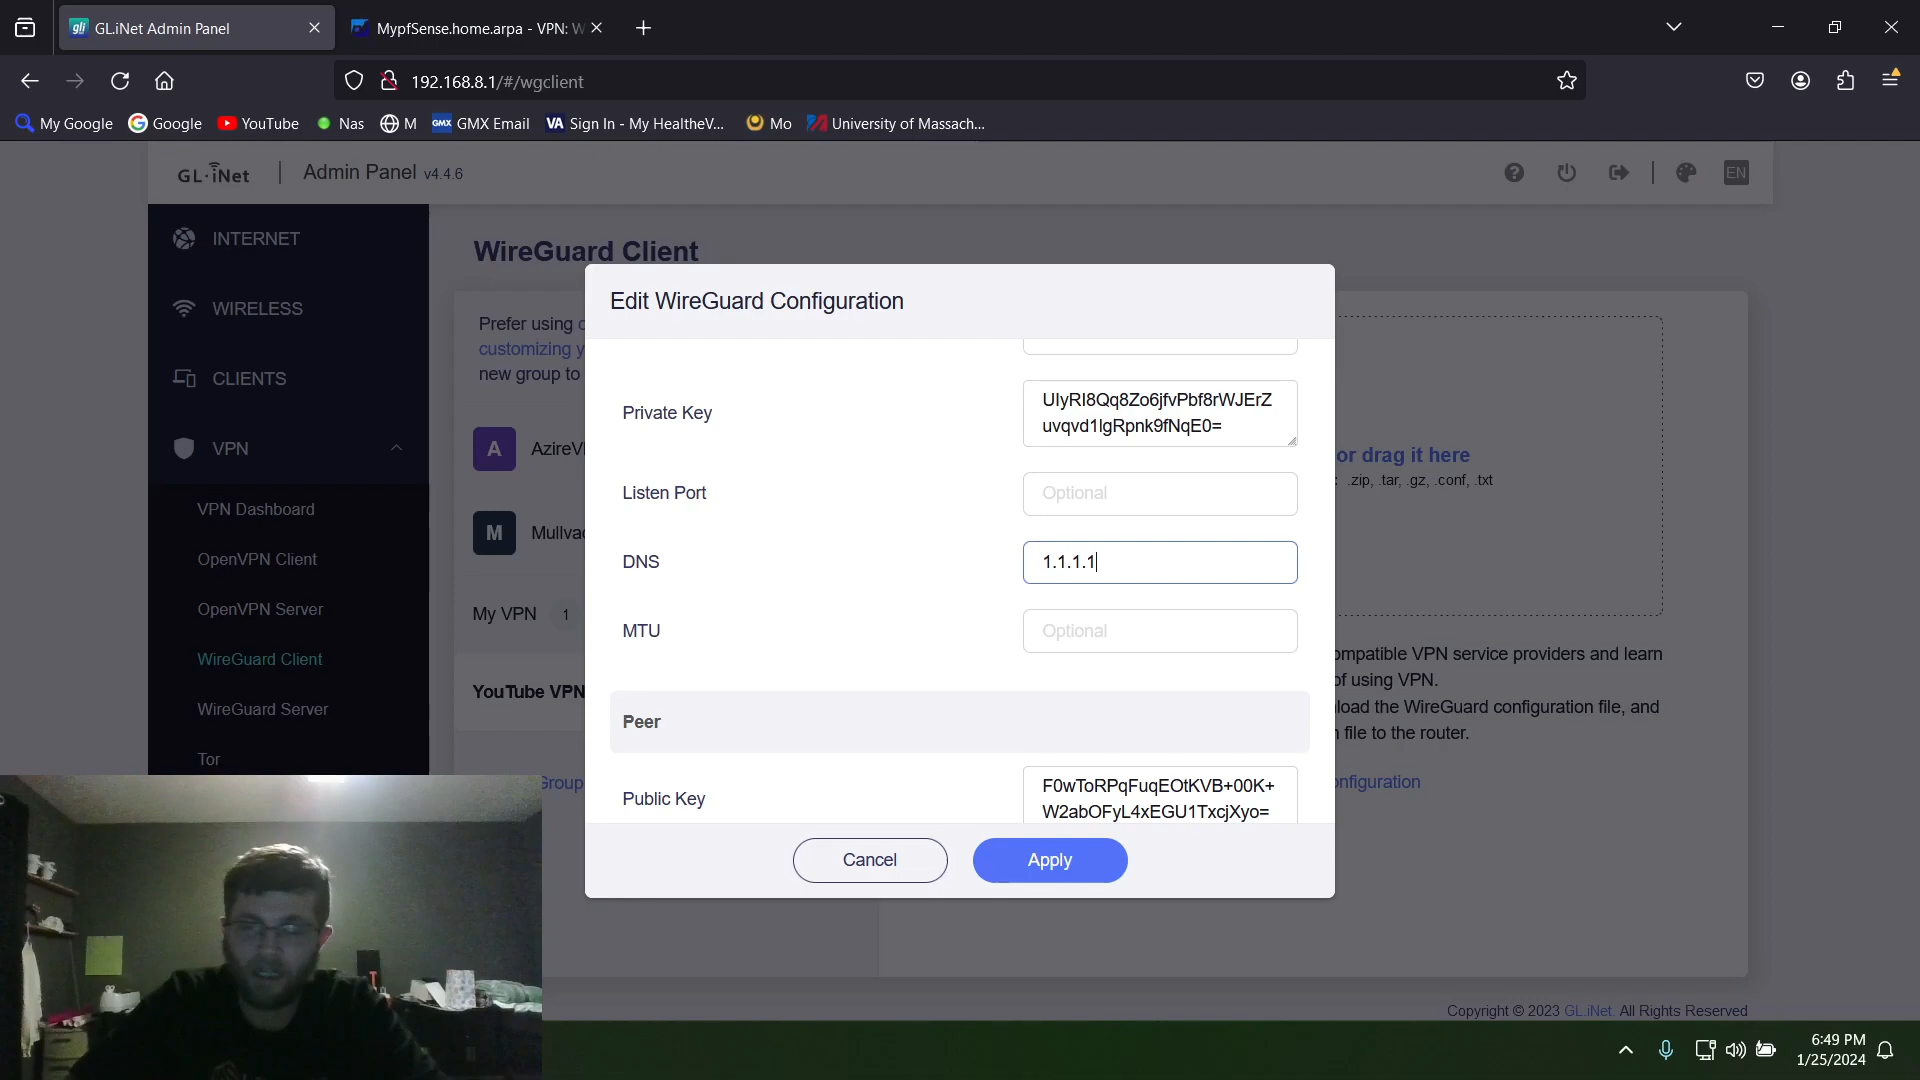 GL.iNet Admin Panel
MypfSense.home.arpa - VPN: W
192.168.8.1/#/wgclient
My Google
Google
YouTube
Nas
M
GMX
GMX Email
VA
Sign In - My HealtheV...
Mo
University of Massach...
GL·iNet
Admin Panel v4.4.6
EN
INTERNET
WIRELESS
CLIENTS
VPN
VPN Dashboard
OpenVPN Client
OpenVPN Server
WireGuard Client
WireGuard Server
Tor
WireGuard Client
Prefer using
customizing y
new group to
A
AzireV
M
Mullvad
My VPN 1
YouTube VPN
Group
Edit WireGuard Configuration
Private Key
UIyRI8Qq8Zo6jfvPbf8rWJErZ
uvqvd1lgRpnk9fNqE0=
Listen Port
Optional
DNS
1.1.1.1
MTU
Optional
Peer
Public Key
F0wToRPqFuqEOtKVB+00K+
W2abOFyL4xEGU1TxcjXyo=
Cancel
Apply
or drag it here
: .zip, .tar, .gz, .conf, .txt
ompatible VPN service providers and learn
of using VPN.
load the WireGuard configuration file, and
file to the router.
nfiguration
Copyright © 2023 GL.iNet. All Rights Reserved
6:49 PM
1/25/2024